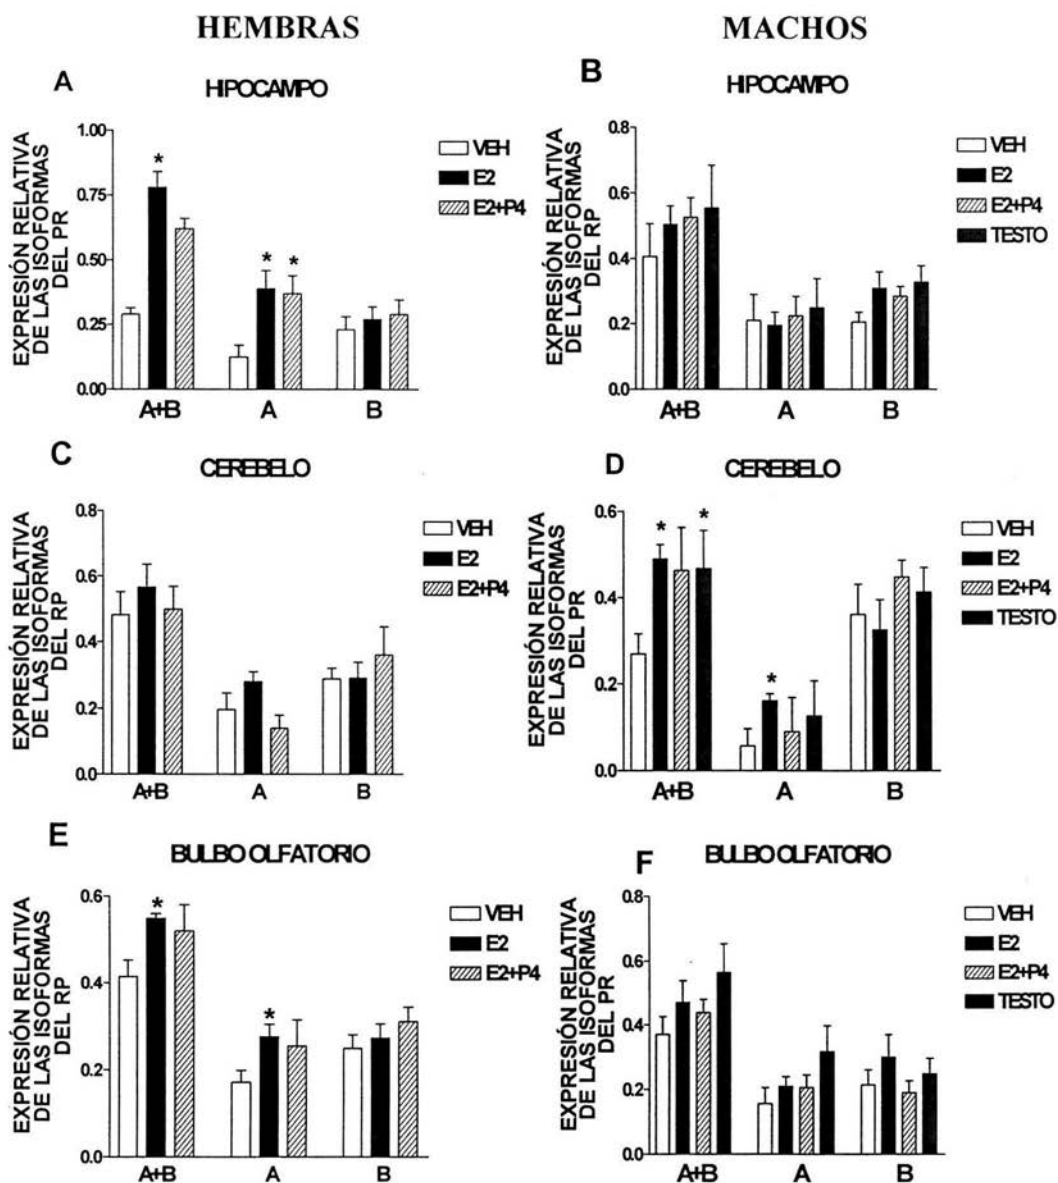 HEMBRAS
MACHOS
A
HIPOCAMPO
EXPRESIÓN RELATIVA
DE LAS ISOFORMAS
DEL PR
1.00
0.75
0.50
0.25
0.00
*
* *
A+B A B
VEH
E2
E2+P4
B
HIPOCAMPO
EXPRESIÓN RELATIVA
DE LAS ISOFORMAS
DEL RP
0.8
0.6
0.4
0.2
0.0
A+B A B
VEH
E2
E2+P4
TESTO
C
CEREBELO
EXPRESIÓN RELATIVA
DE LAS ISOFORMAS
DEL RP
0.8
0.6
0.4
0.2
0.0
A+B A B
VEH
E2
E2+P4
D
CEREBELO
EXPRESIÓN RELATIVA
DE LAS ISOFORMAS
DEL PR
0.6
0.4
0.2
0.0
* *
*
A+B A B
VEH
E2
E2+P4
TESTO
E
BULBO OLFATORIO
EXPRESIÓN RELATIVA
DE LAS ISOFORMAS
DEL RP
0.6
0.4
0.2
0.0
*
*
A+B A B
VEH
E2
E2+P4
F
BULBO OLFATORIO
EXPRESIÓN RELATIVA
DE LAS ISOFORMAS
DEL PR
0.8
0.6
0.4
0.2
0.0
A+B A B
VEH
E2
E2+P4
TESTO